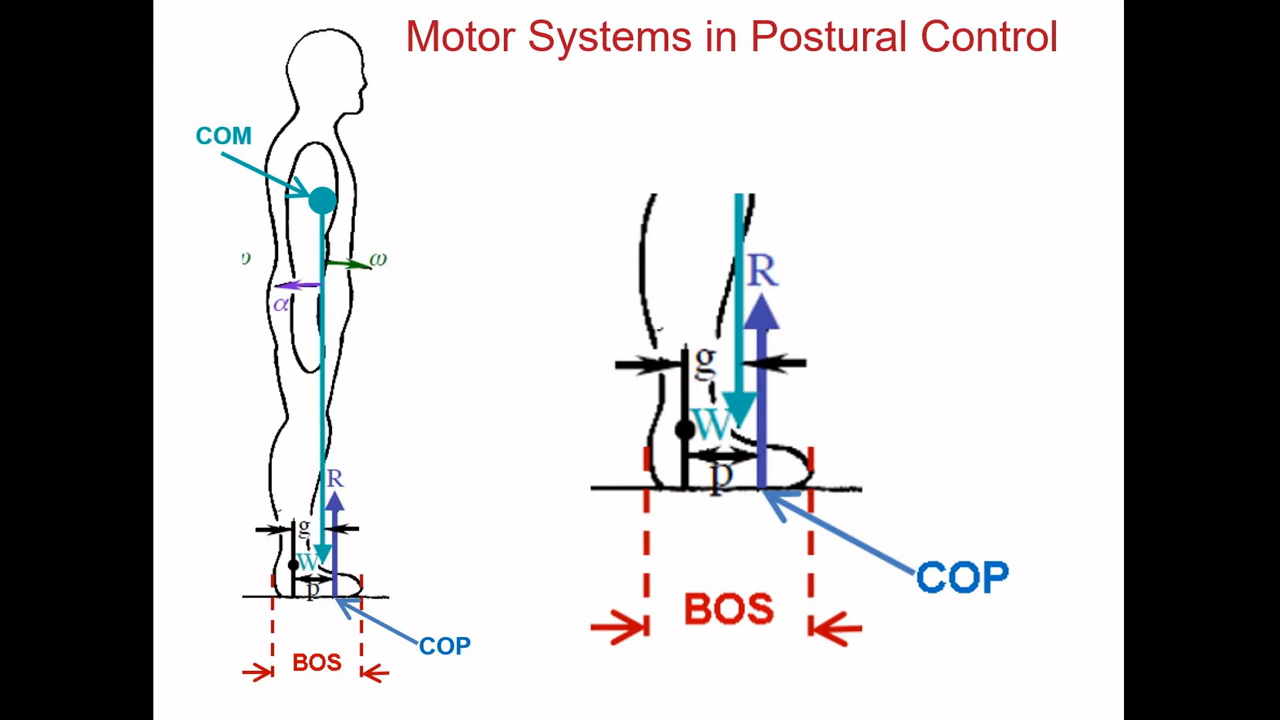 Motor Systems in Postural Control
COM
ω
α
R
g
W
p
COP
BOS
R
g
W
p
COP
BOS